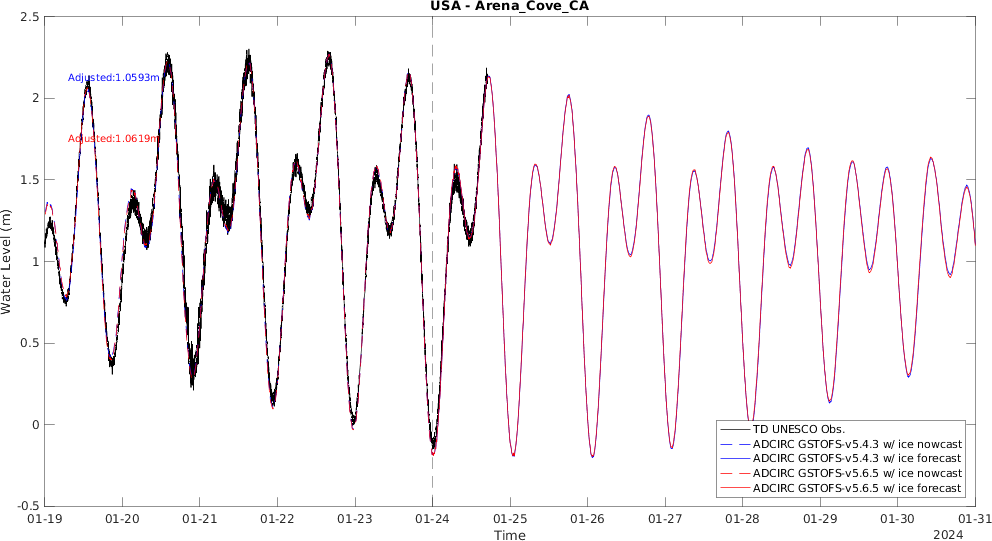 USA - Arena_Cove_CA
2.5
2
1.5
1
0.5
0
-0.5
Water Level (m)
Adjusted:1.0593m
Adjusted:1.0619m
TD UNESCO Obs.
ADCIRC GSTOFS-v5.4.3 w/ ice nowcast
ADCIRC GSTOFS-v5.4.3 w/ ice forecast
ADCIRC GSTOFS-v5.6.5 w/ ice nowcast
ADCIRC GSTOFS-v5.6.5 w/ ice forecast
01-19 01-20 01-21 01-22 01-23 01-24 01-25 01-26 01-27 01-28 01-29 01-30 01-31
Time
2024